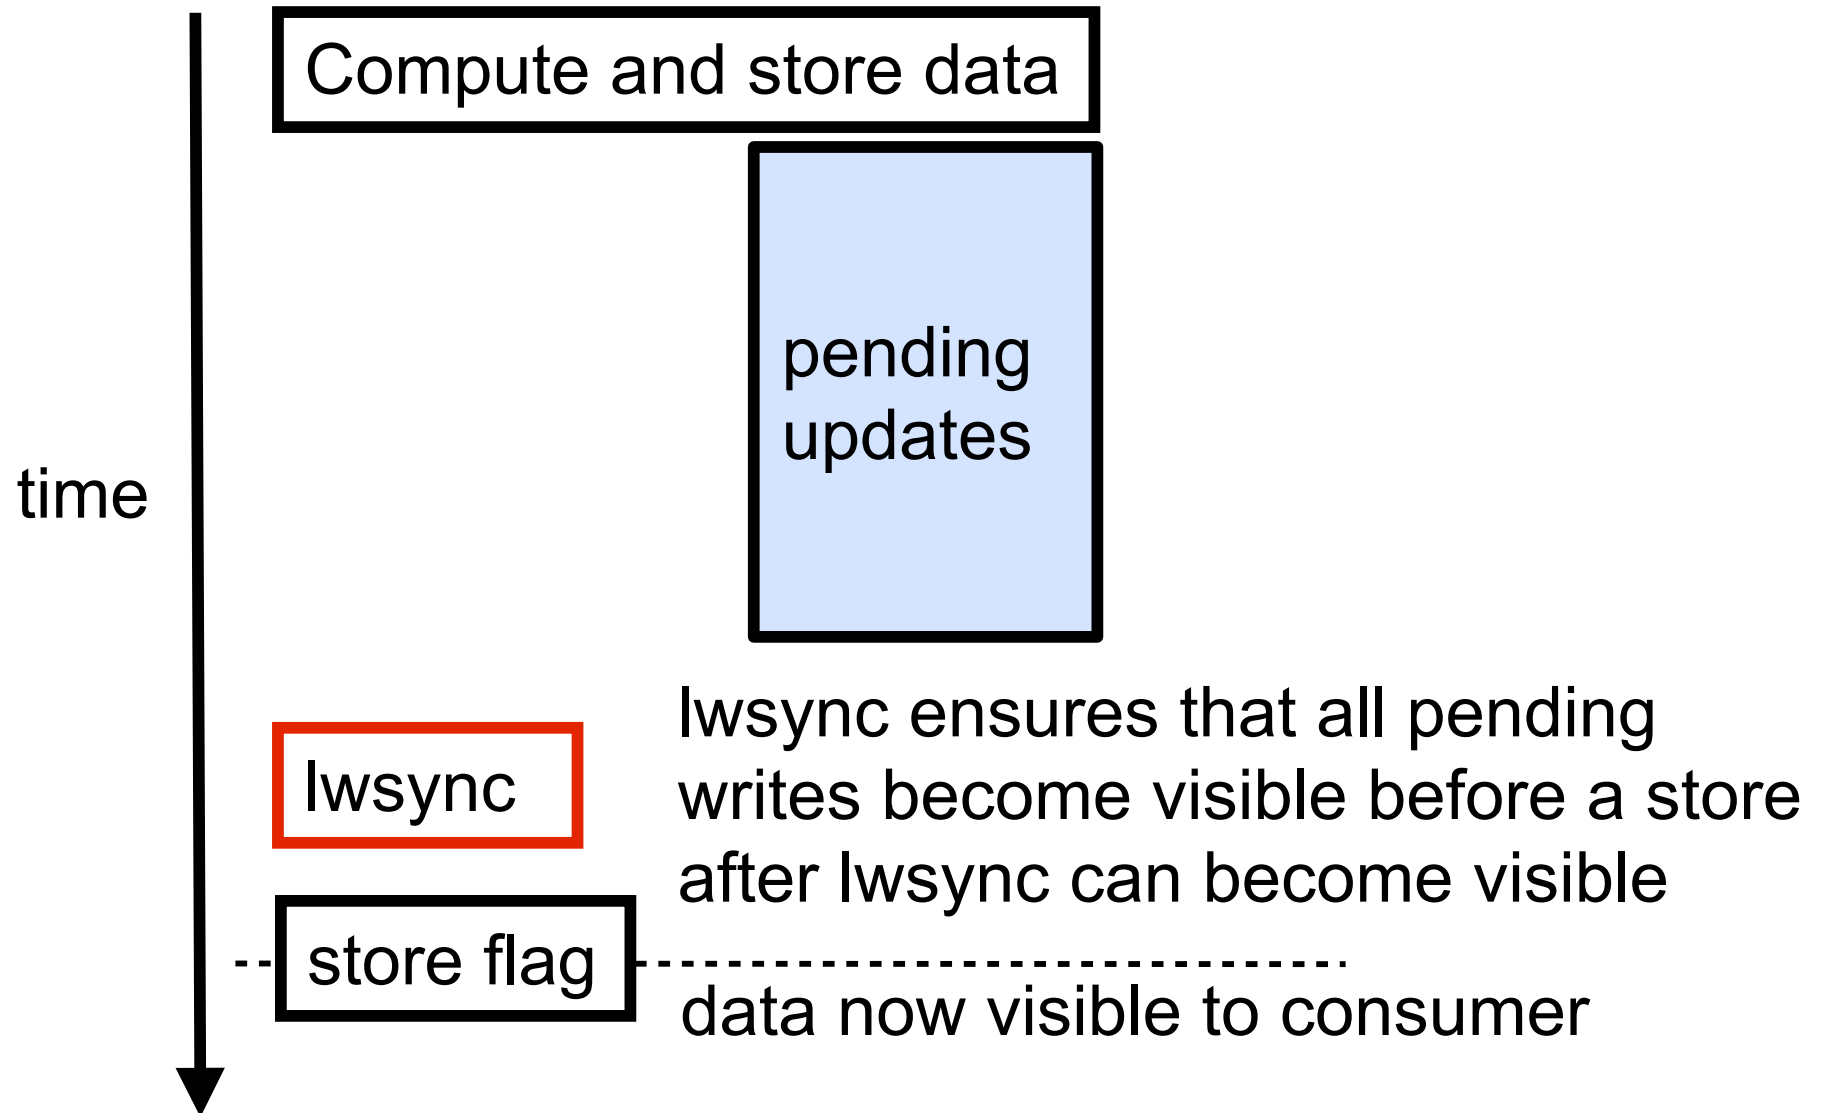 Compute and store data
pending
updates
time
lwsync ensures that all pending
writes become visible before a store
after lwsync can become visible
lwsync
store flag
data now visible to consumer